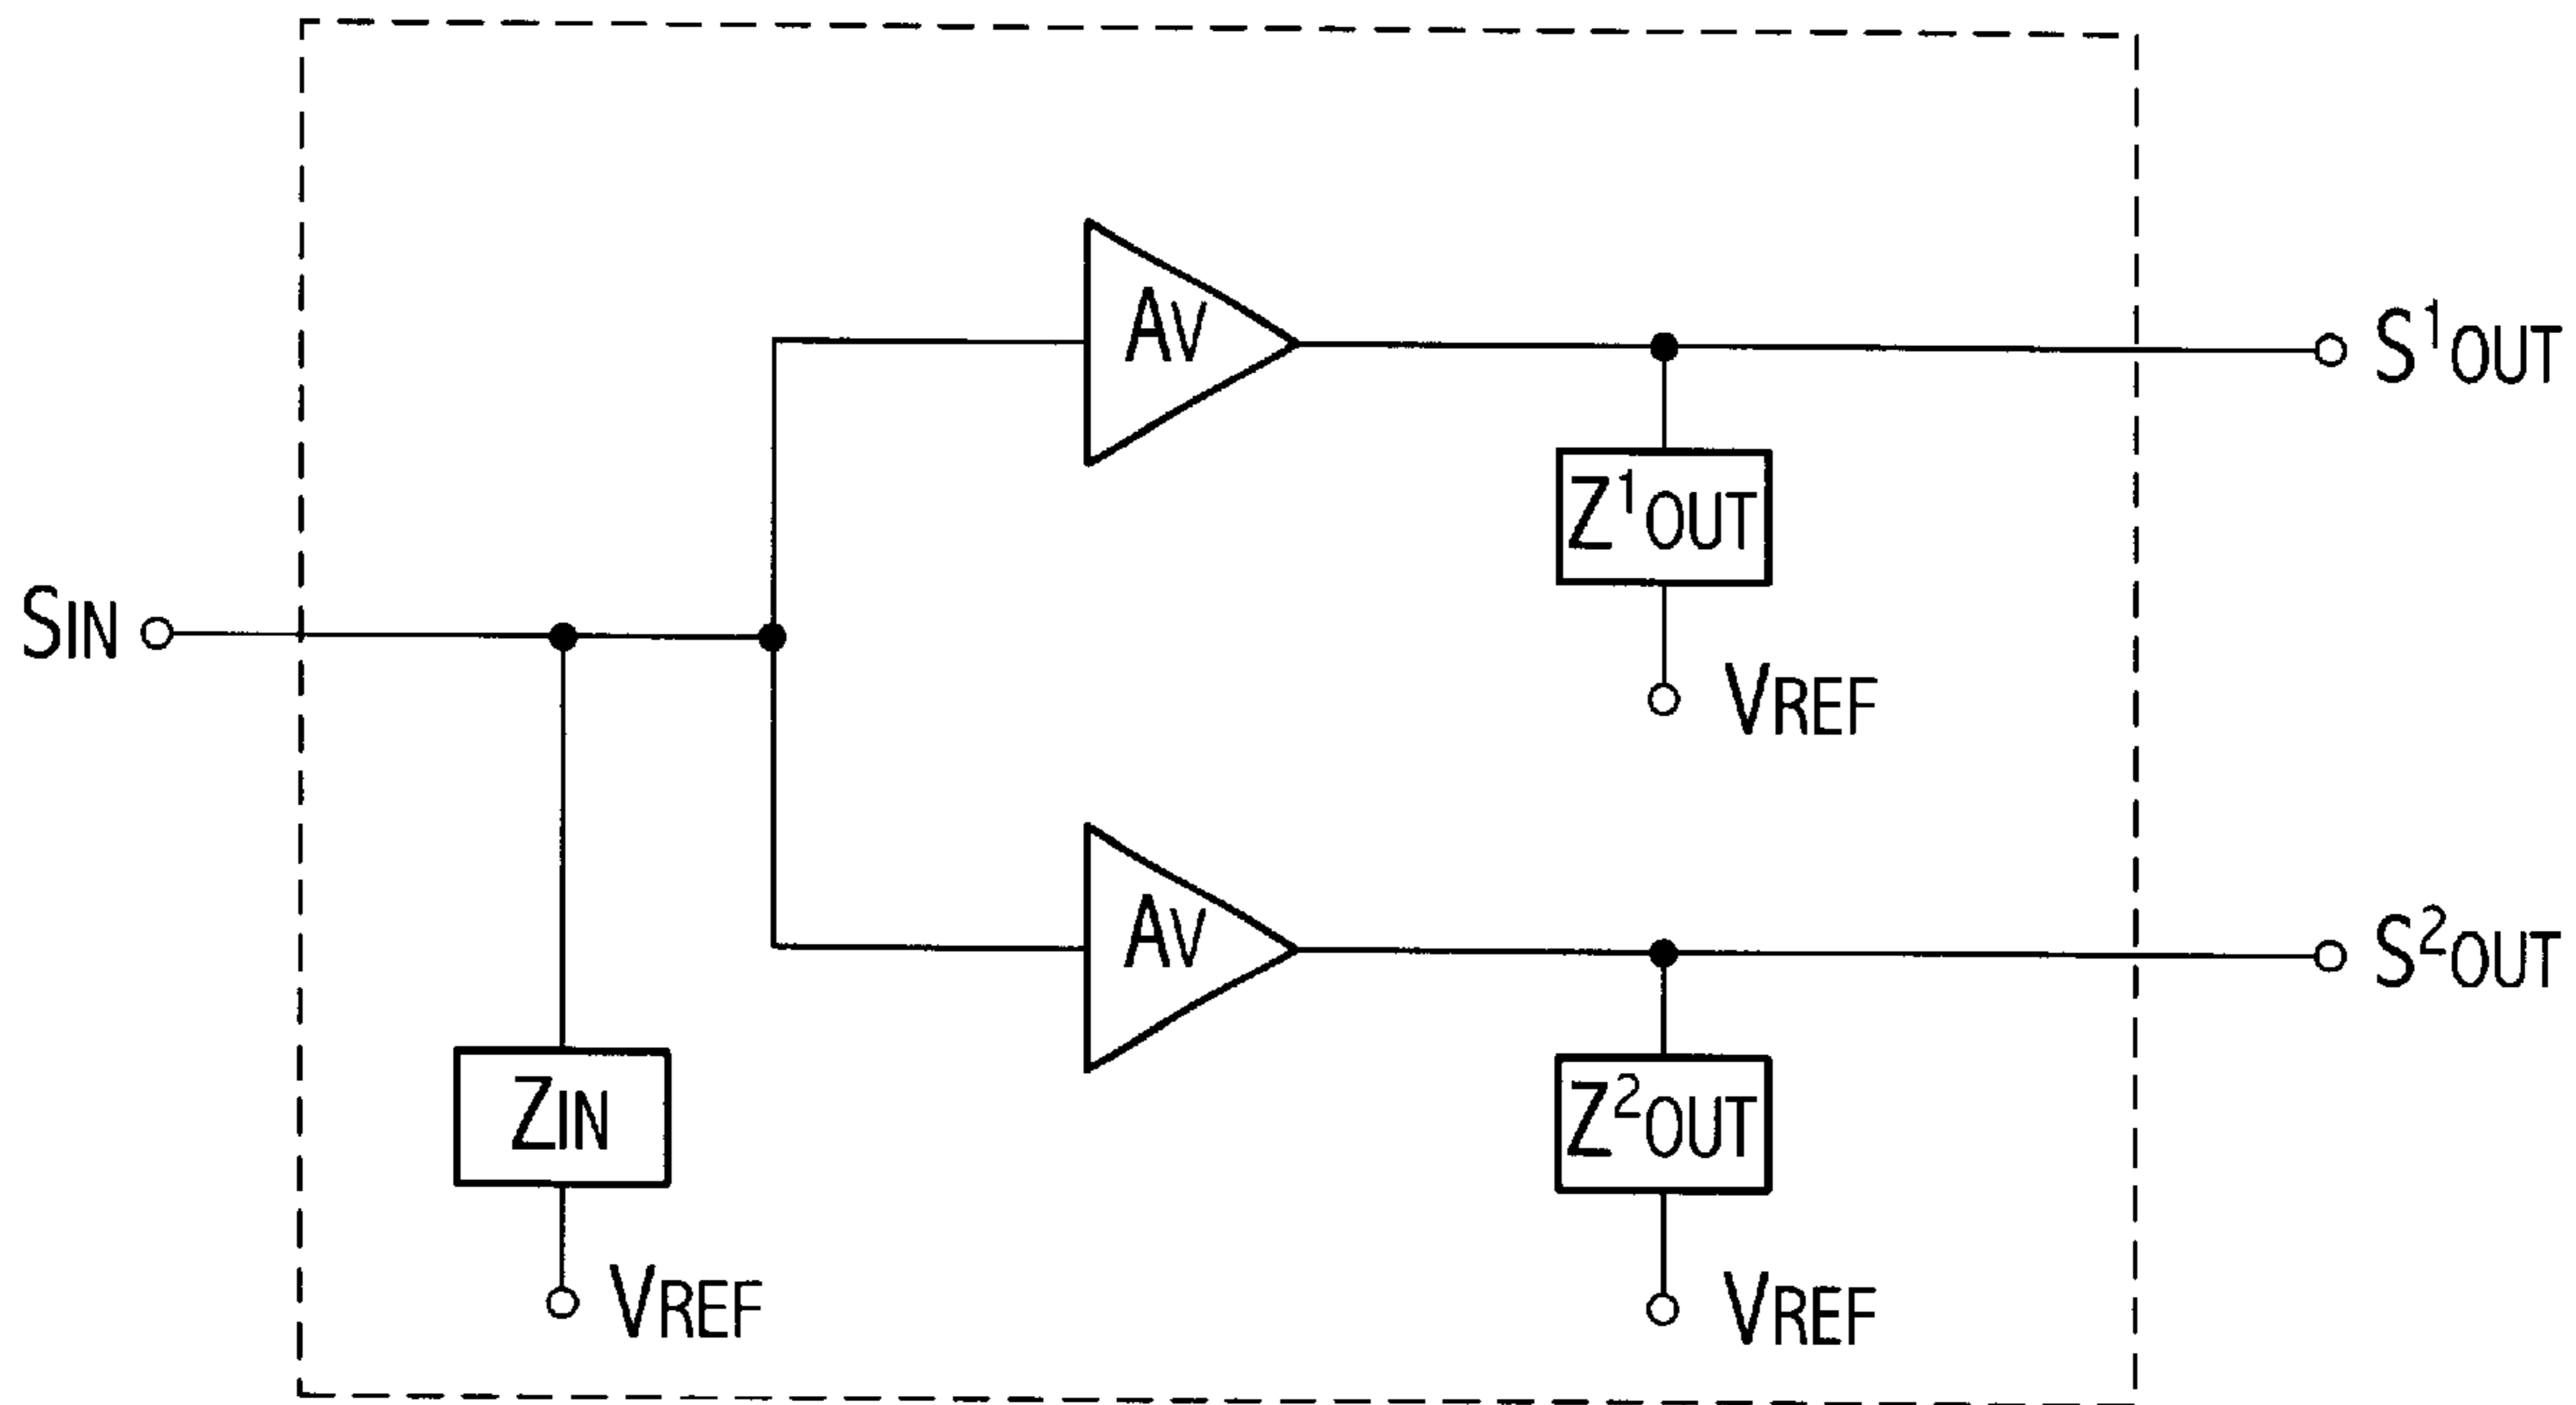 AV
S¹OUT
Z¹OUT
SIN
VREF
AV
S²OUT
ZIN
Z²OUT
VREF
VREF